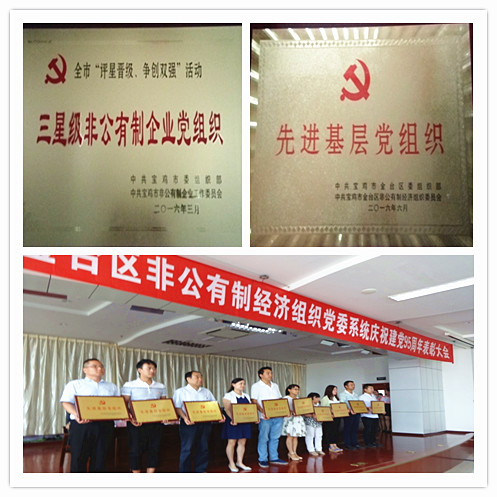 全市“评星晋级、争创双强”活动
三星级非公有制企业党组织
中共宝鸡市委组织部
中共宝鸡市非公有制企业工作委员会
二〇一六年三月
先进基层党组织
中共宝鸡市金台区委组织部
中共宝鸡市金台区非公有制经济组织委员会
二〇一六年六月
金台区非公有制经济组织党委系统庆祝建党95周年表彰大会